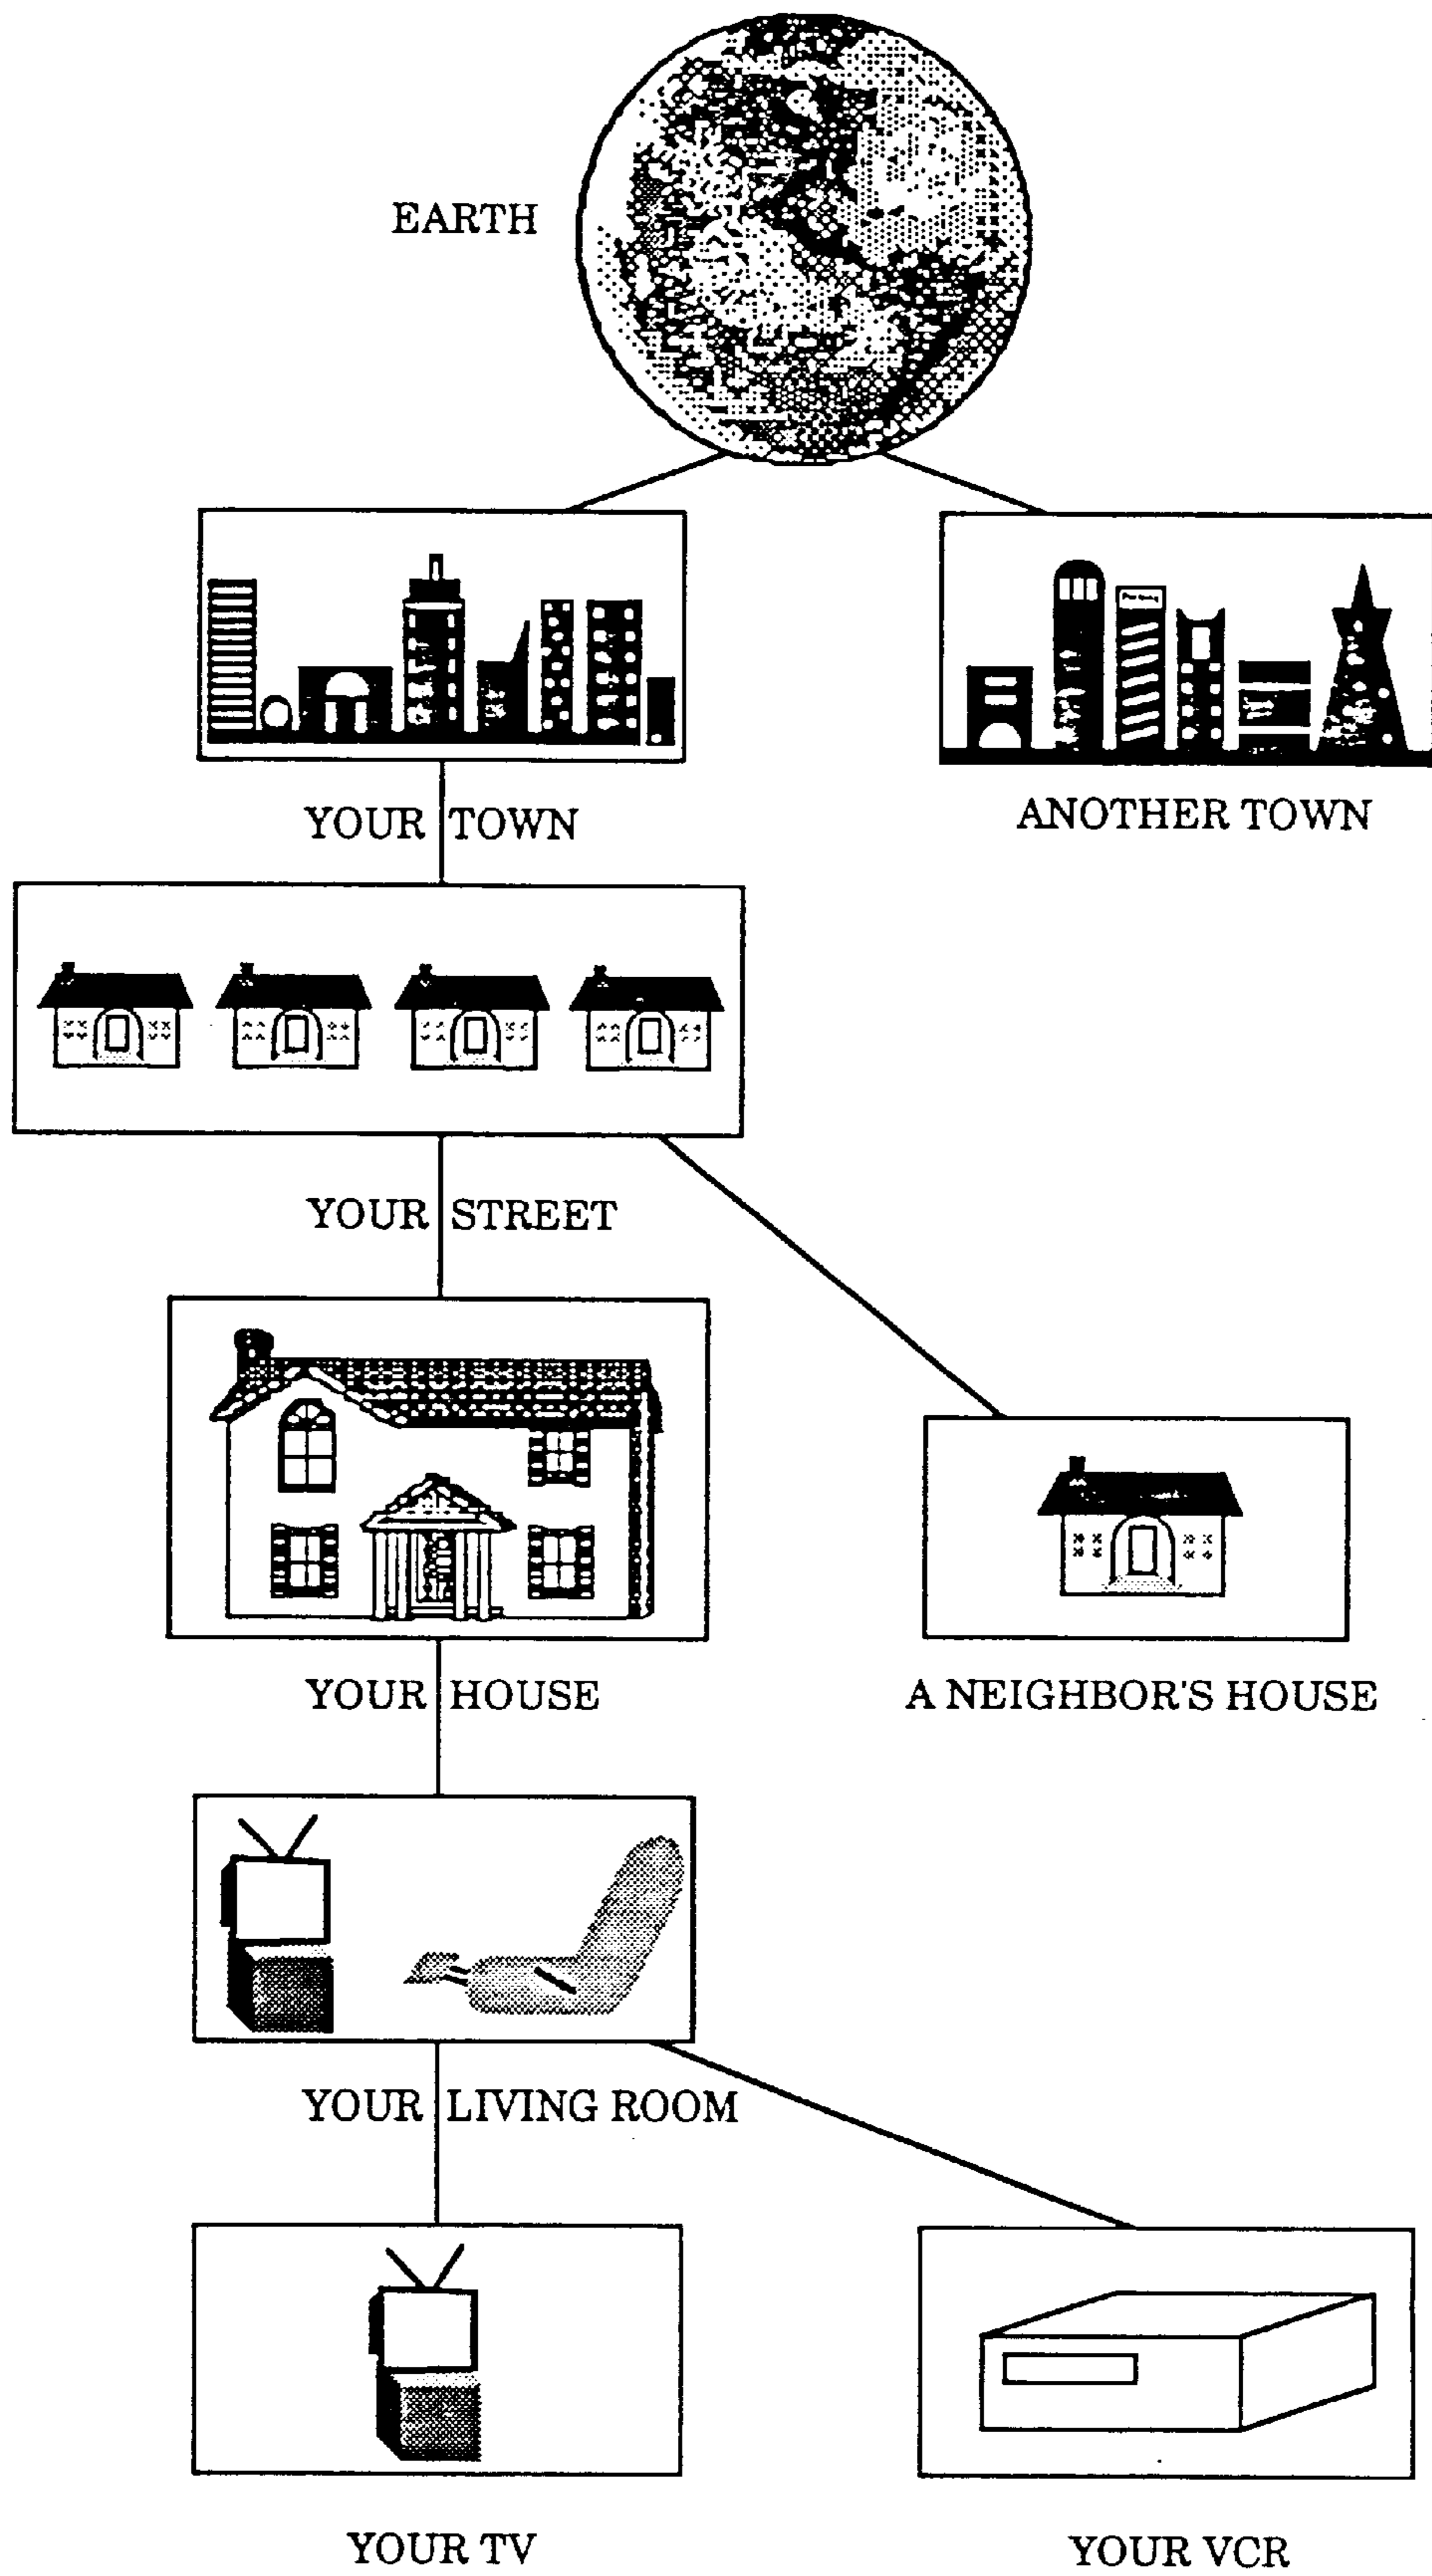 EARTH
YOUR TOWN
ANOTHER TOWN
YOUR STREET
YOUR HOUSE
A NEIGHBOR'S HOUSE
YOUR LIVING ROOM
YOUR TV
YOUR VCR